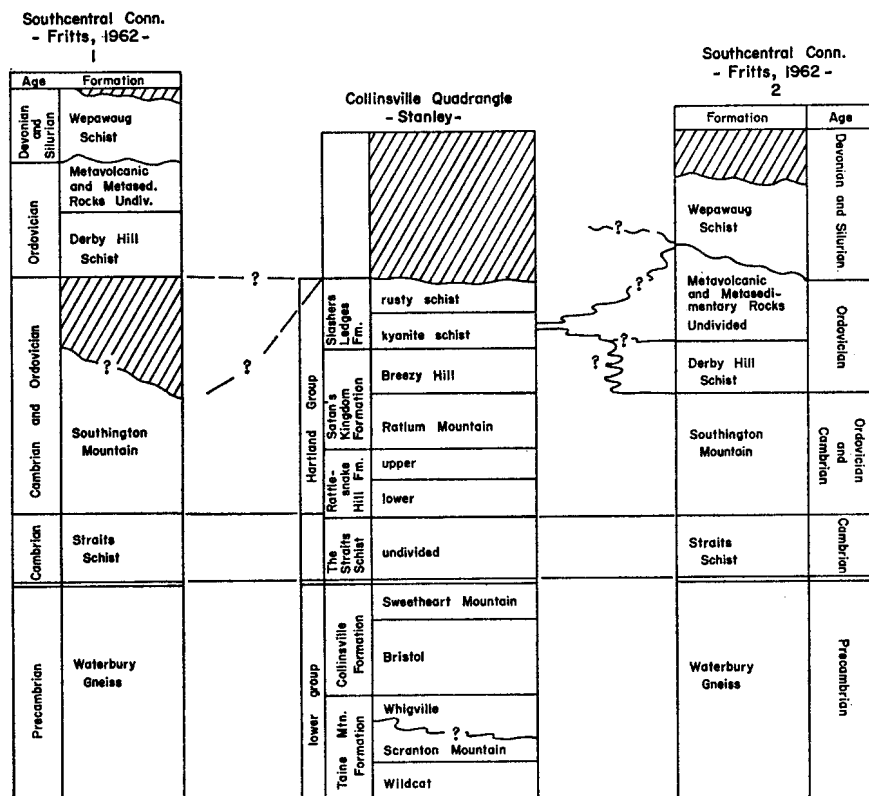 Southcentral Conn.
- Fritts, 1962 -
1
Age
Formation
Devonian
and
Silurian
Wepawaug
Schist
Ordovician
Metavolcanic
and Metased.
Rocks Undiv.
Derby Hill
Schist
Cambrian and Ordovician
?
Southington
Mountain
Cambrian
Straits
Schist
Precambrian
Waterbury
Gneiss
?
?
Collinsville Quadrangle
- Stanley -
Hartland Group
Slashers
Ledges
Fm.
rusty schist
kyanite schist
Satan's
Kingdom
Formation
Breezy Hill
Ratlum Mountain
Rattle-
snake
Hill Fm.
upper
lower
The
Straits
Schist
undivided
lower group
Collinsville
Formation
Sweetheart Mountain
Bristol
Taine Mtn.
Formation
Whigville
?
Scranton Mountain
Wildcat
?
?
?
?
Southcentral Conn.
- Fritts, 1962 -
2
Formation
Age
Wepawaug
Schist
Devonian and Silurian
Metavolcanic
and Metasedi-
mentary Rocks
Undivided
Derby Hill
Schist
Ordovician
Southington
Mountain
Ordovician
and
Cambrian
Straits
Schist
Cambrian
Waterbury
Gneiss
Precambrian